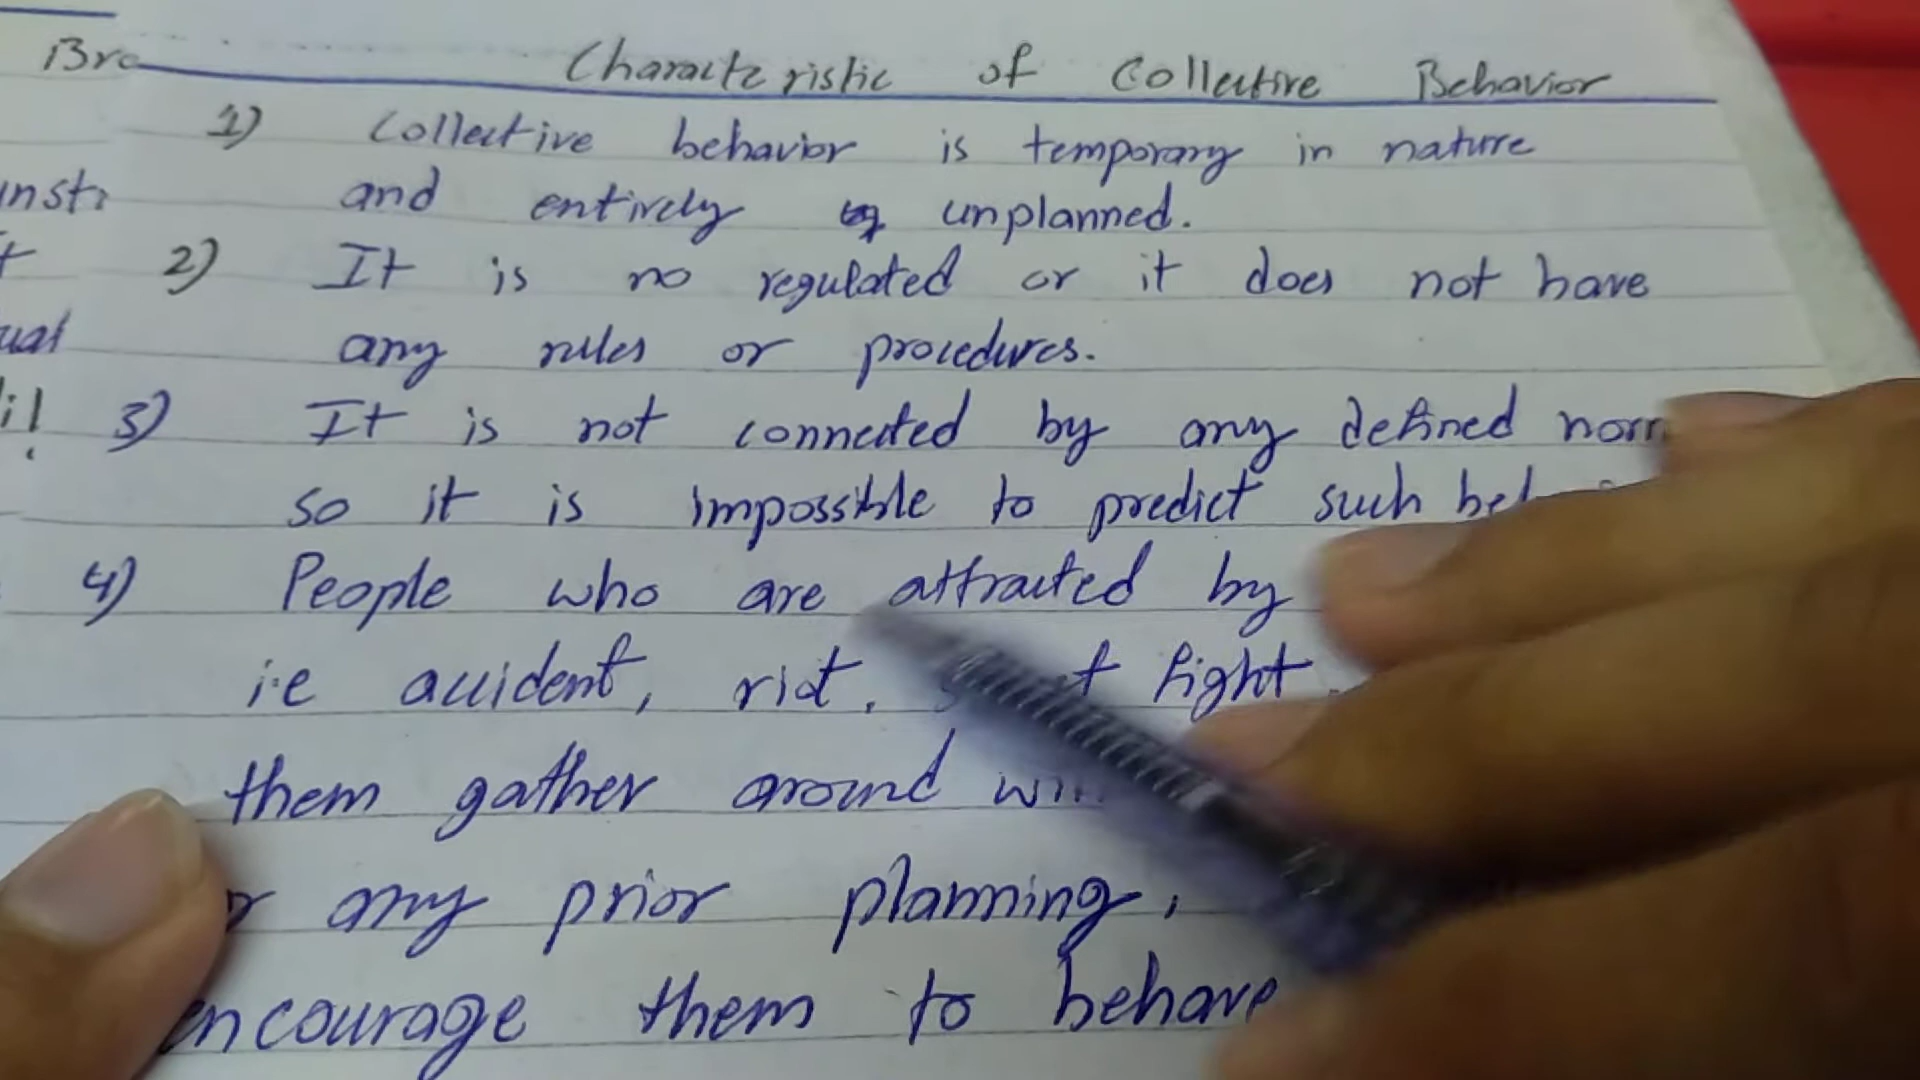 Characteristic of Collective Behavior
1) Collective behavior is temporary in nature
and entirely unplanned.
2) It is no regulated or it does not have
any rules or procedures.
3) It is not connected by any defined
so it is impossible to predict such
4) People who are attracted by
i.e accident, riot, fight
them gather around
any prior planning,
encourage them to behave